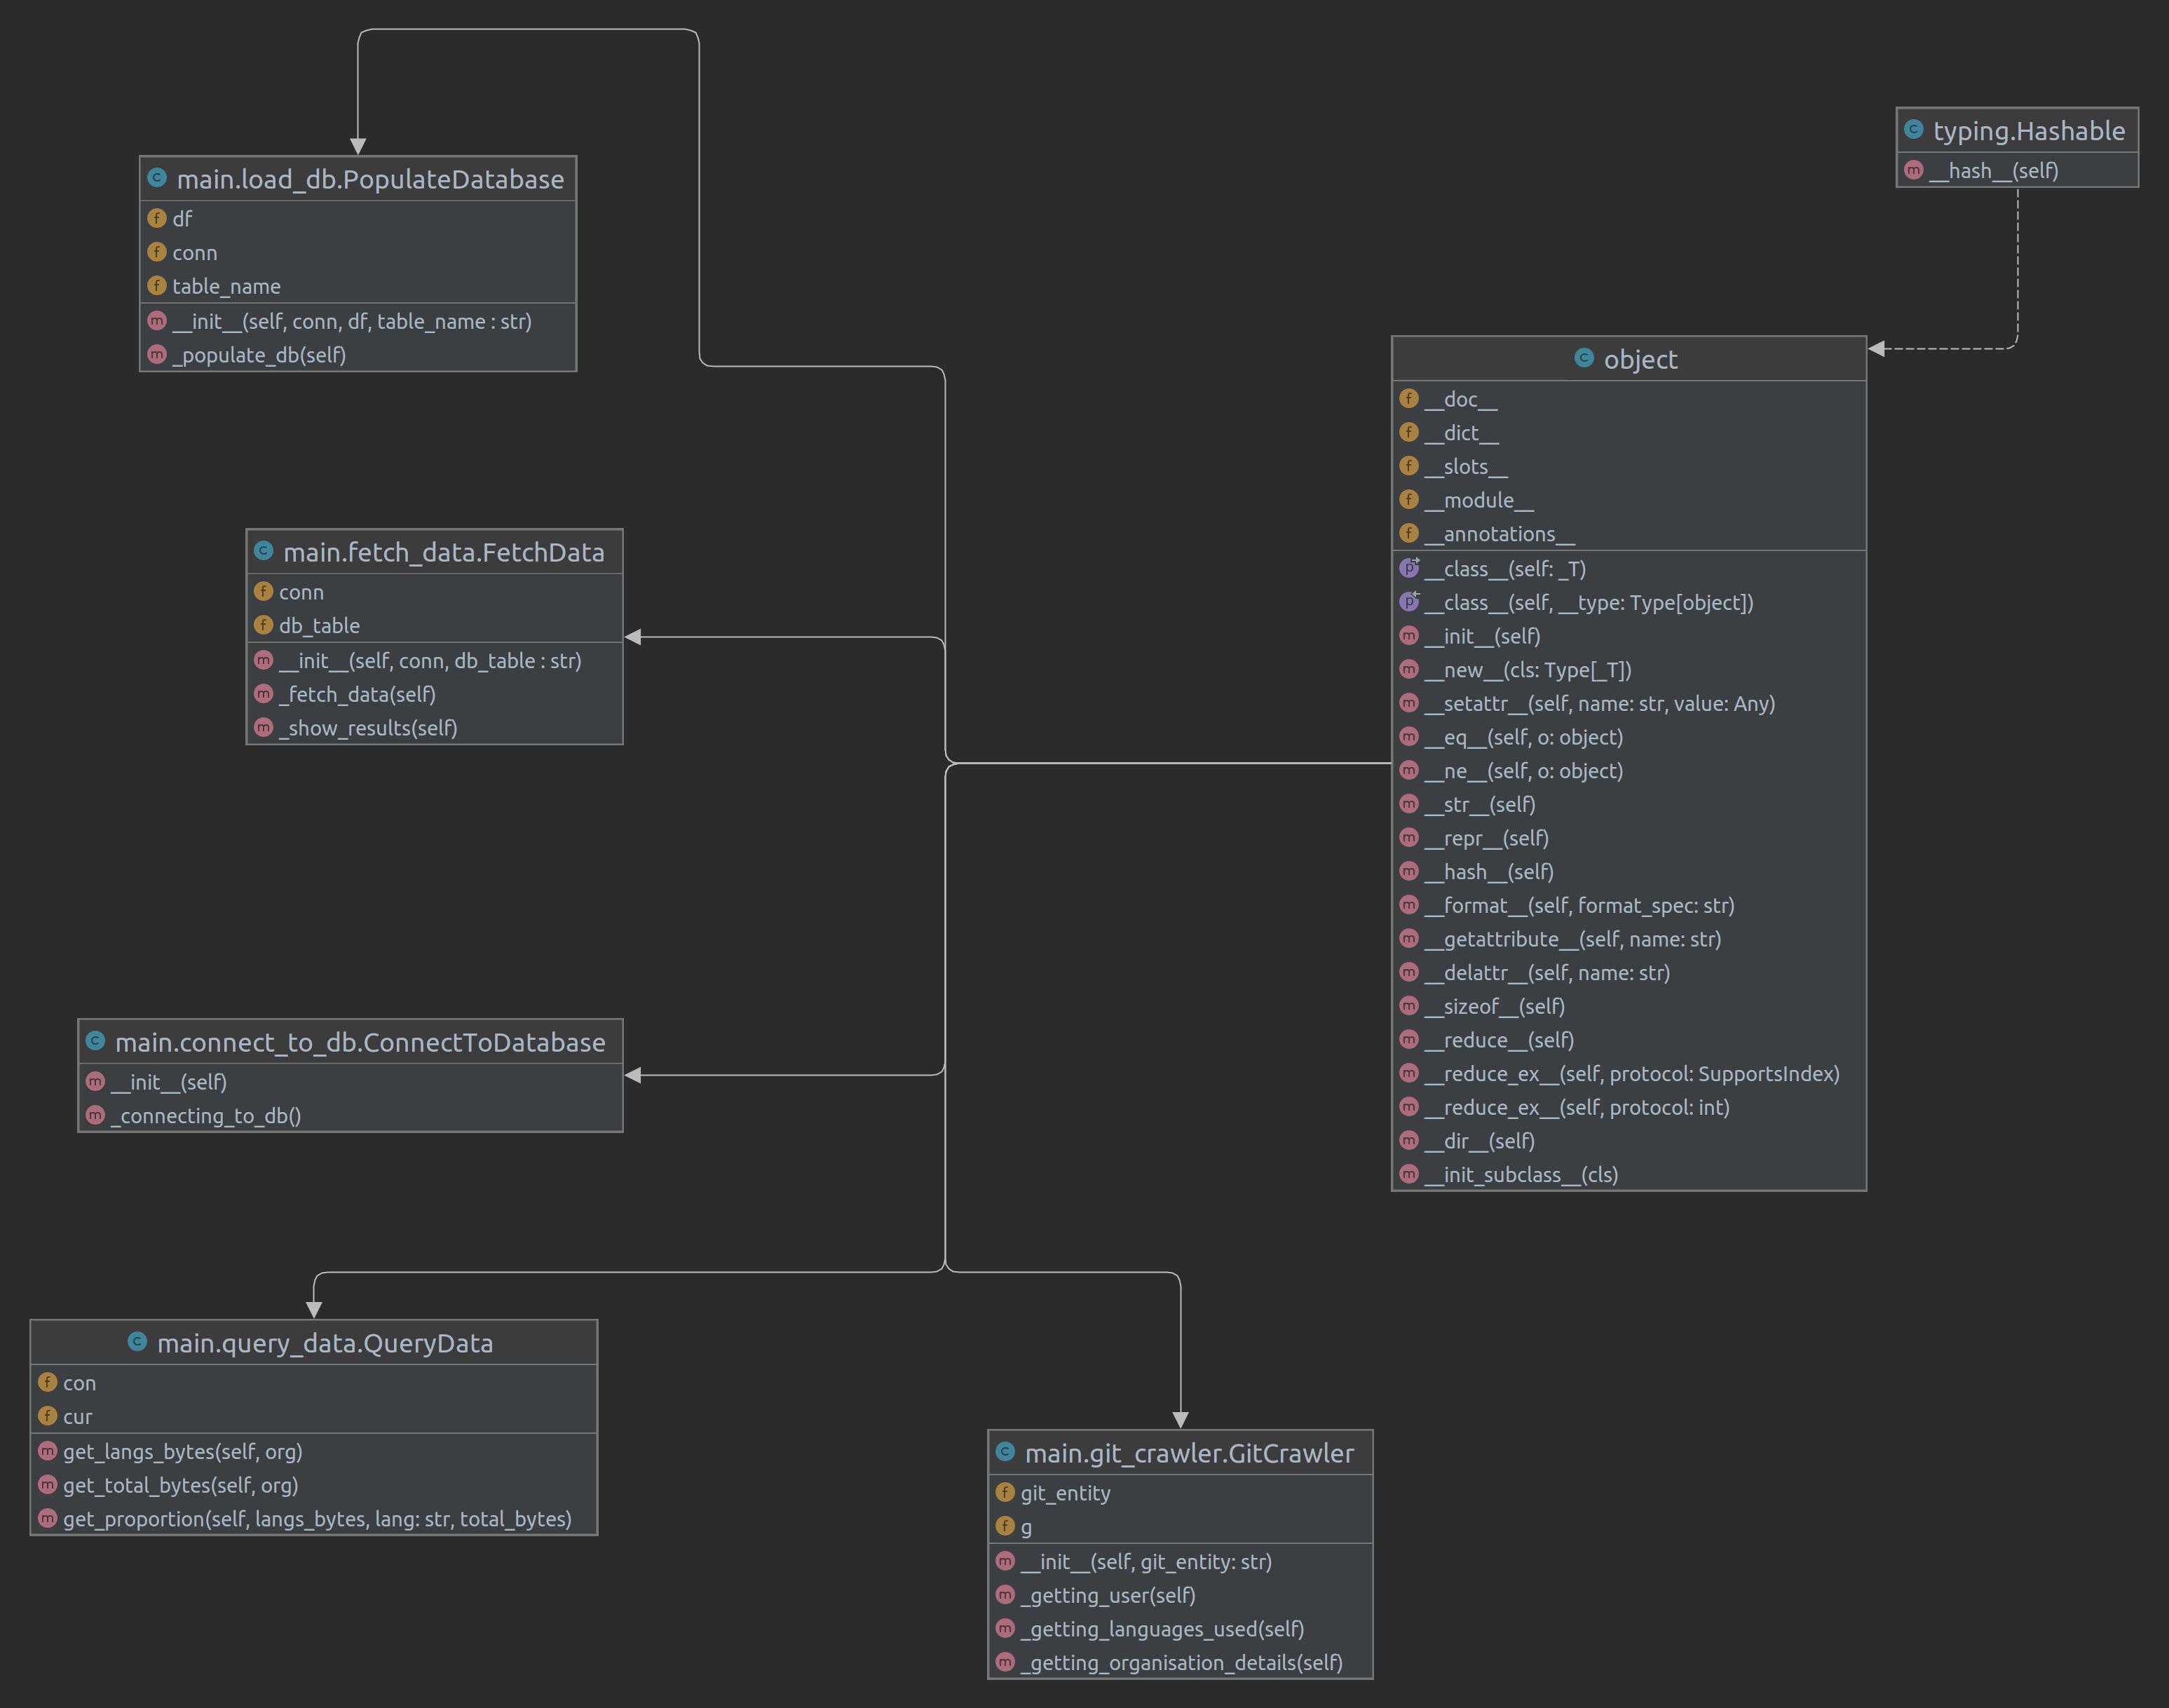 main.load_db.PopulateDatabase
df
conn
table_name
__init__(self, conn, df, table_name : str)
_populate_db(self)
typing.Hashable
__hash__(self)
object
__doc__
__dict__
__slots__
__module__
__annotations__
__class__(self: _T)
__class__(self, __type: Type[object])
__init__(self)
__new__(cls: Type[_T])
__setattr__(self, name: str, value: Any)
__eq__(self, o: object)
__ne__(self, o: object)
__str__(self)
__repr__(self)
__hash__(self)
__format__(self, format_spec: str)
__getattribute__(self, name: str)
__delattr__(self, name: str)
__sizeof__(self)
__reduce__(self)
__reduce_ex__(self, protocol: SupportsIndex)
__reduce_ex__(self, protocol: int)
__dir__(self)
__init_subclass__(cls)
main.fetch_data.FetchData
conn
db_table
__init__(self, conn, db_table : str)
_fetch_data(self)
_show_results(self)
main.connect_to_db.ConnectToDatabase
__init__(self)
_connecting_to_db()
main.query_data.QueryData
con
cur
get_langs_bytes(self, org)
get_total_bytes(self, org)
get_proportion(self, langs_bytes, lang: str, total_bytes)
main.git_crawler.GitCrawler
git_entity
g
__init__(self, git_entity: str)
_getting_user(self)
_getting_languages_used(self)
_getting_organisation_details(self)